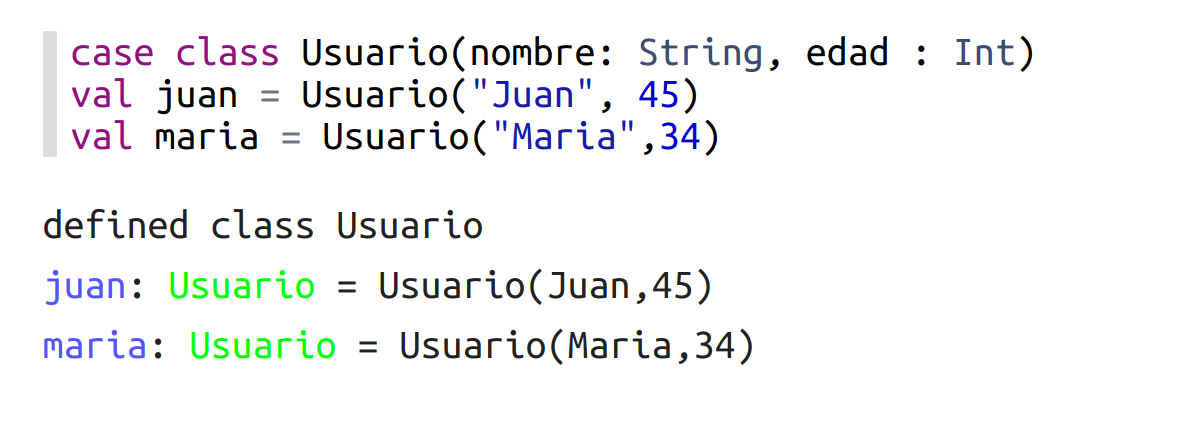 case class Usuario(nombre: String, edad : Int)
val juan = Usuario("Juan", 45)
val maria = Usuario("Maria",34)
defined class Usuario
juan: Usuario = Usuario(Juan,45)
maria: Usuario = Usuario(Maria,34)